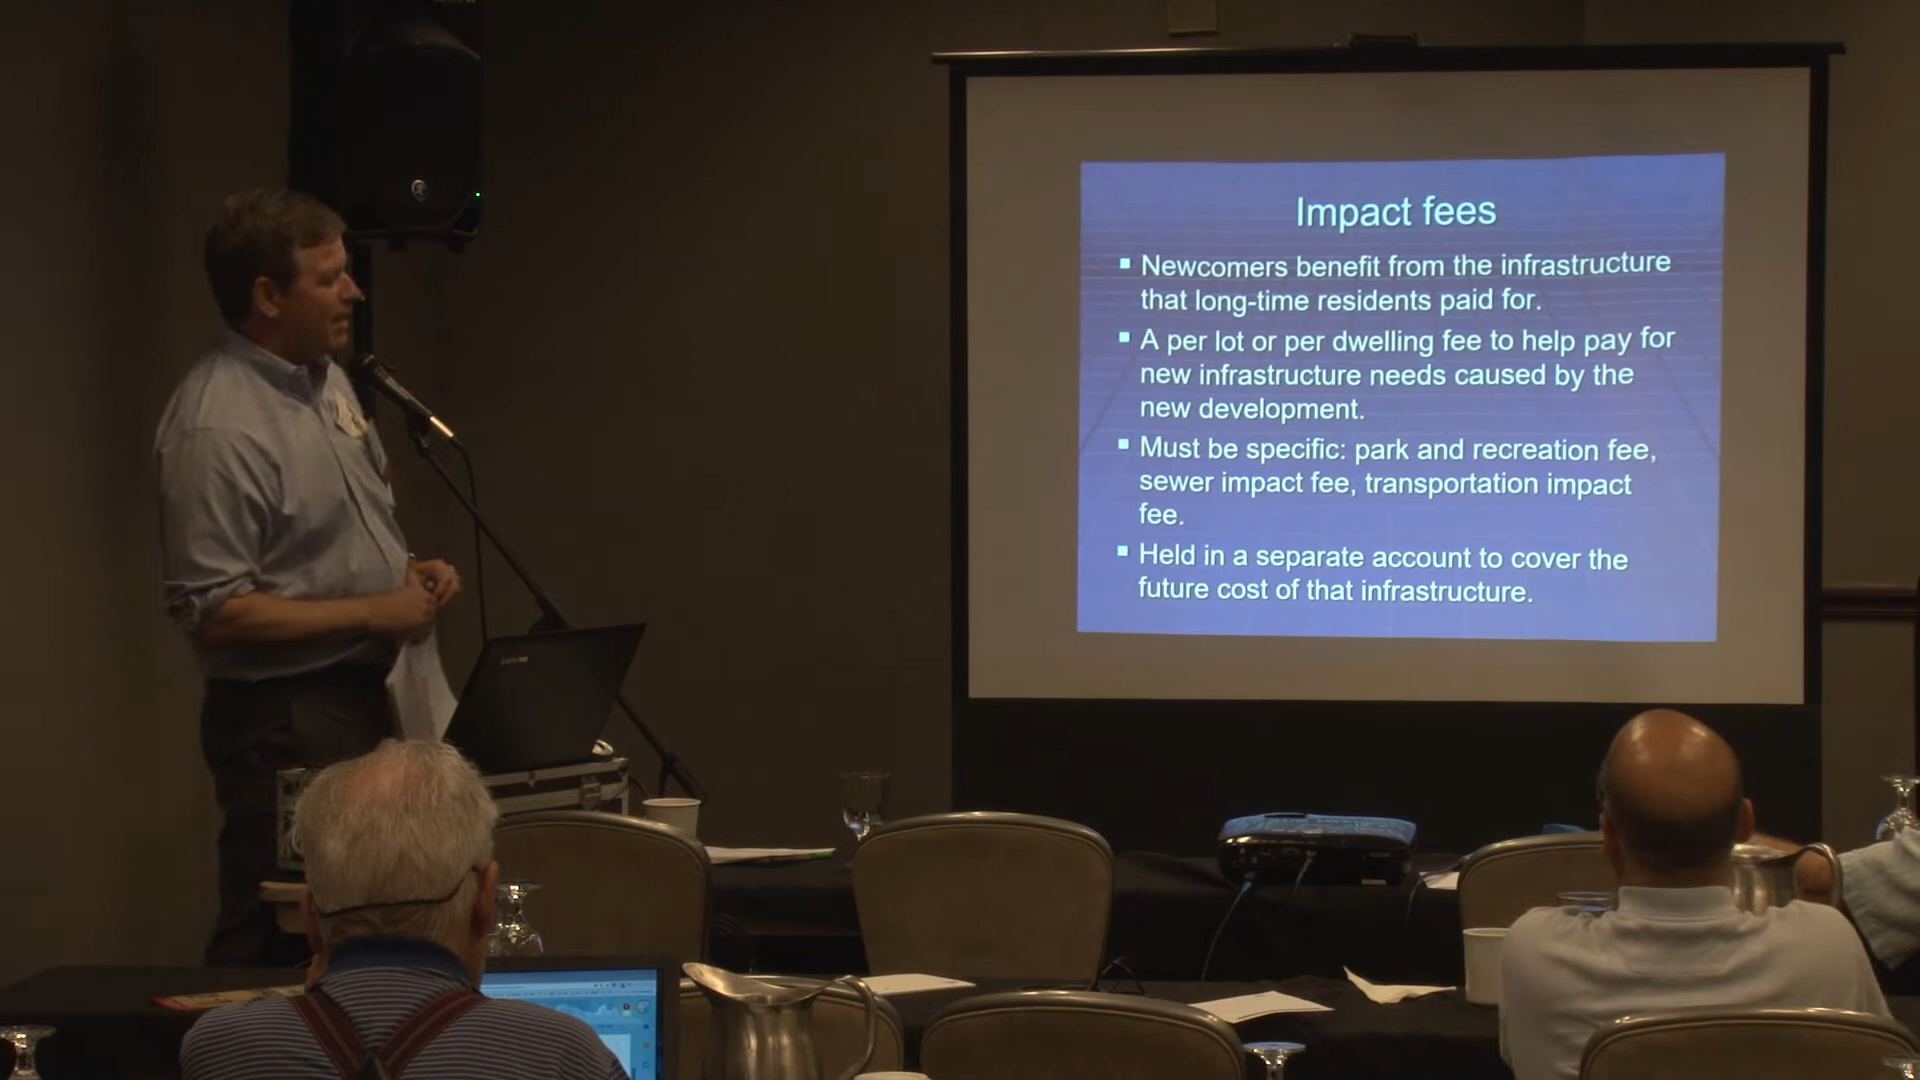 Impact fees
▪ Newcomers benefit from the infrastructure
that long-time residents paid for.
▪ A per lot or per dwelling fee to help pay for
new infrastructure needs caused by the
new development.
▪ Must be specific: park and recreation fee,
sewer impact fee, transportation impact
fee.
▪ Held in a separate account to cover the
future cost of that infrastructure.
Lenovo